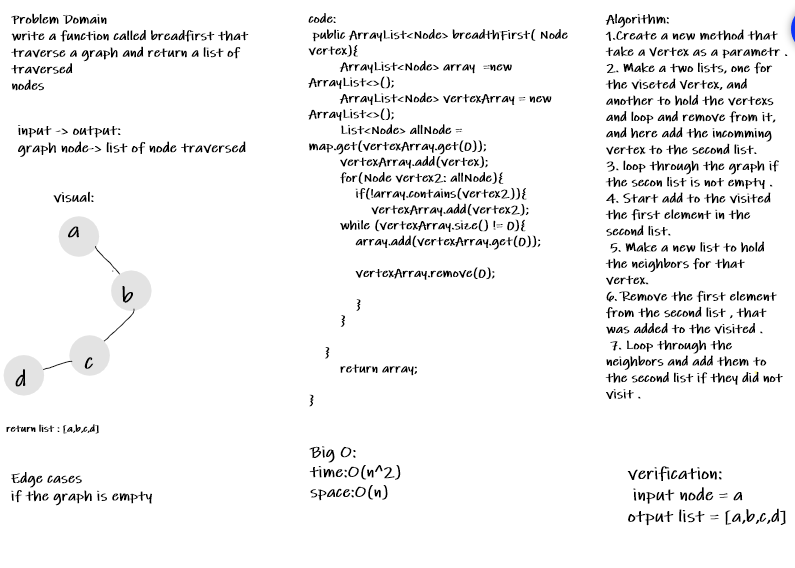 Problem Domain
write a function called breadfirst that
traverse a graph and return a list of
traversed
nodes
input -> output:
graph node-> list of node traversed
visual:
a
b
c
d
return list : [a,b,c,d]
Edge cases
if the graph is empty
code:
public ArrayList<Node> breadthFirst( Node
vertex){
ArrayList<Node> array =new
ArrayList<>();
ArrayList<Node> vertexArray = new
ArrayList<>();
List<Node> allNode =
map.get(vertexArray.get(0));
vertexArray.add(vertex);
for(Node vertex2: allNode){
if(!array.contains(vertex2)){
vertexArray.add(vertex2);
while (vertexArray.size() != 0){
array.add(vertexArray.get(0));
vertexArray.remove(0);
}
}
}
return array;
}
Big O:
time:O(n^2)
space:O(n)
Algorithm:
1.Create a new method that
take a Vertex as a parametr .
2. Make a two lists, one for
the viseted Vertex, and
another to hold the vertexs
and loop and remove from it,
and here add the incomming
vertex to the second list.
3. loop through the graph if
the secon list is not empty .
4. Start add to the visited
the first element in the
second list.
5. Make a new list to hold
the neighbors for that
vertex.
6. Remove the first element
from the second list , that
was added to the visited .
7. Loop through the
neighbors and add them to
the second list if they did not
visit .
verification:
input node = a
otput list = [a,b,c,d]